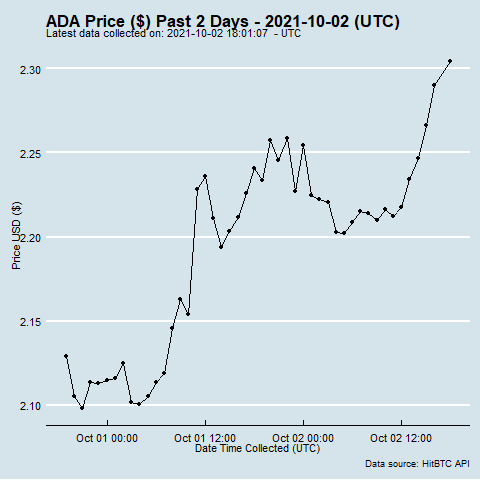 ADA Price ($) Past 2 Days - 2021-10-02 (UTC)
Latest data collected on: 2021-10-02 18:01:07 - UTC
2.30
2.25
2.20
2.15
2.10
Price USD ($)
Oct 01 00:00 Oct 01 12:00 Oct 02 00:00 Oct 02 12:00
Date Time Collected (UTC)
Data source: HitBTC API